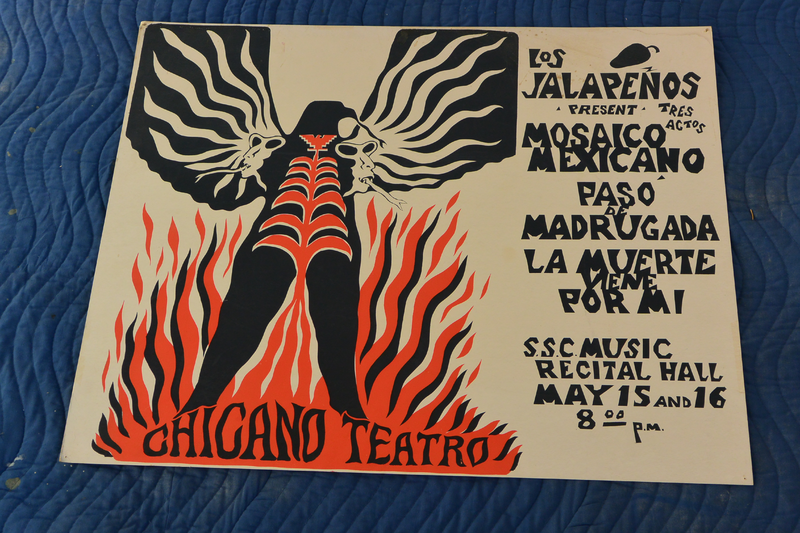 LOS
JALAPEÑOS
· PRESENT · TRES
ACTOS
MOSAICO
MEXICANO
PASÓ
DE
MADRUGADA
LA MUERTE
VIENE
POR MI
S.S.C. MUSIC
RECITAL HALL
MAY 15 AND 16
8 00 P.M.
CHICANO TEATRO